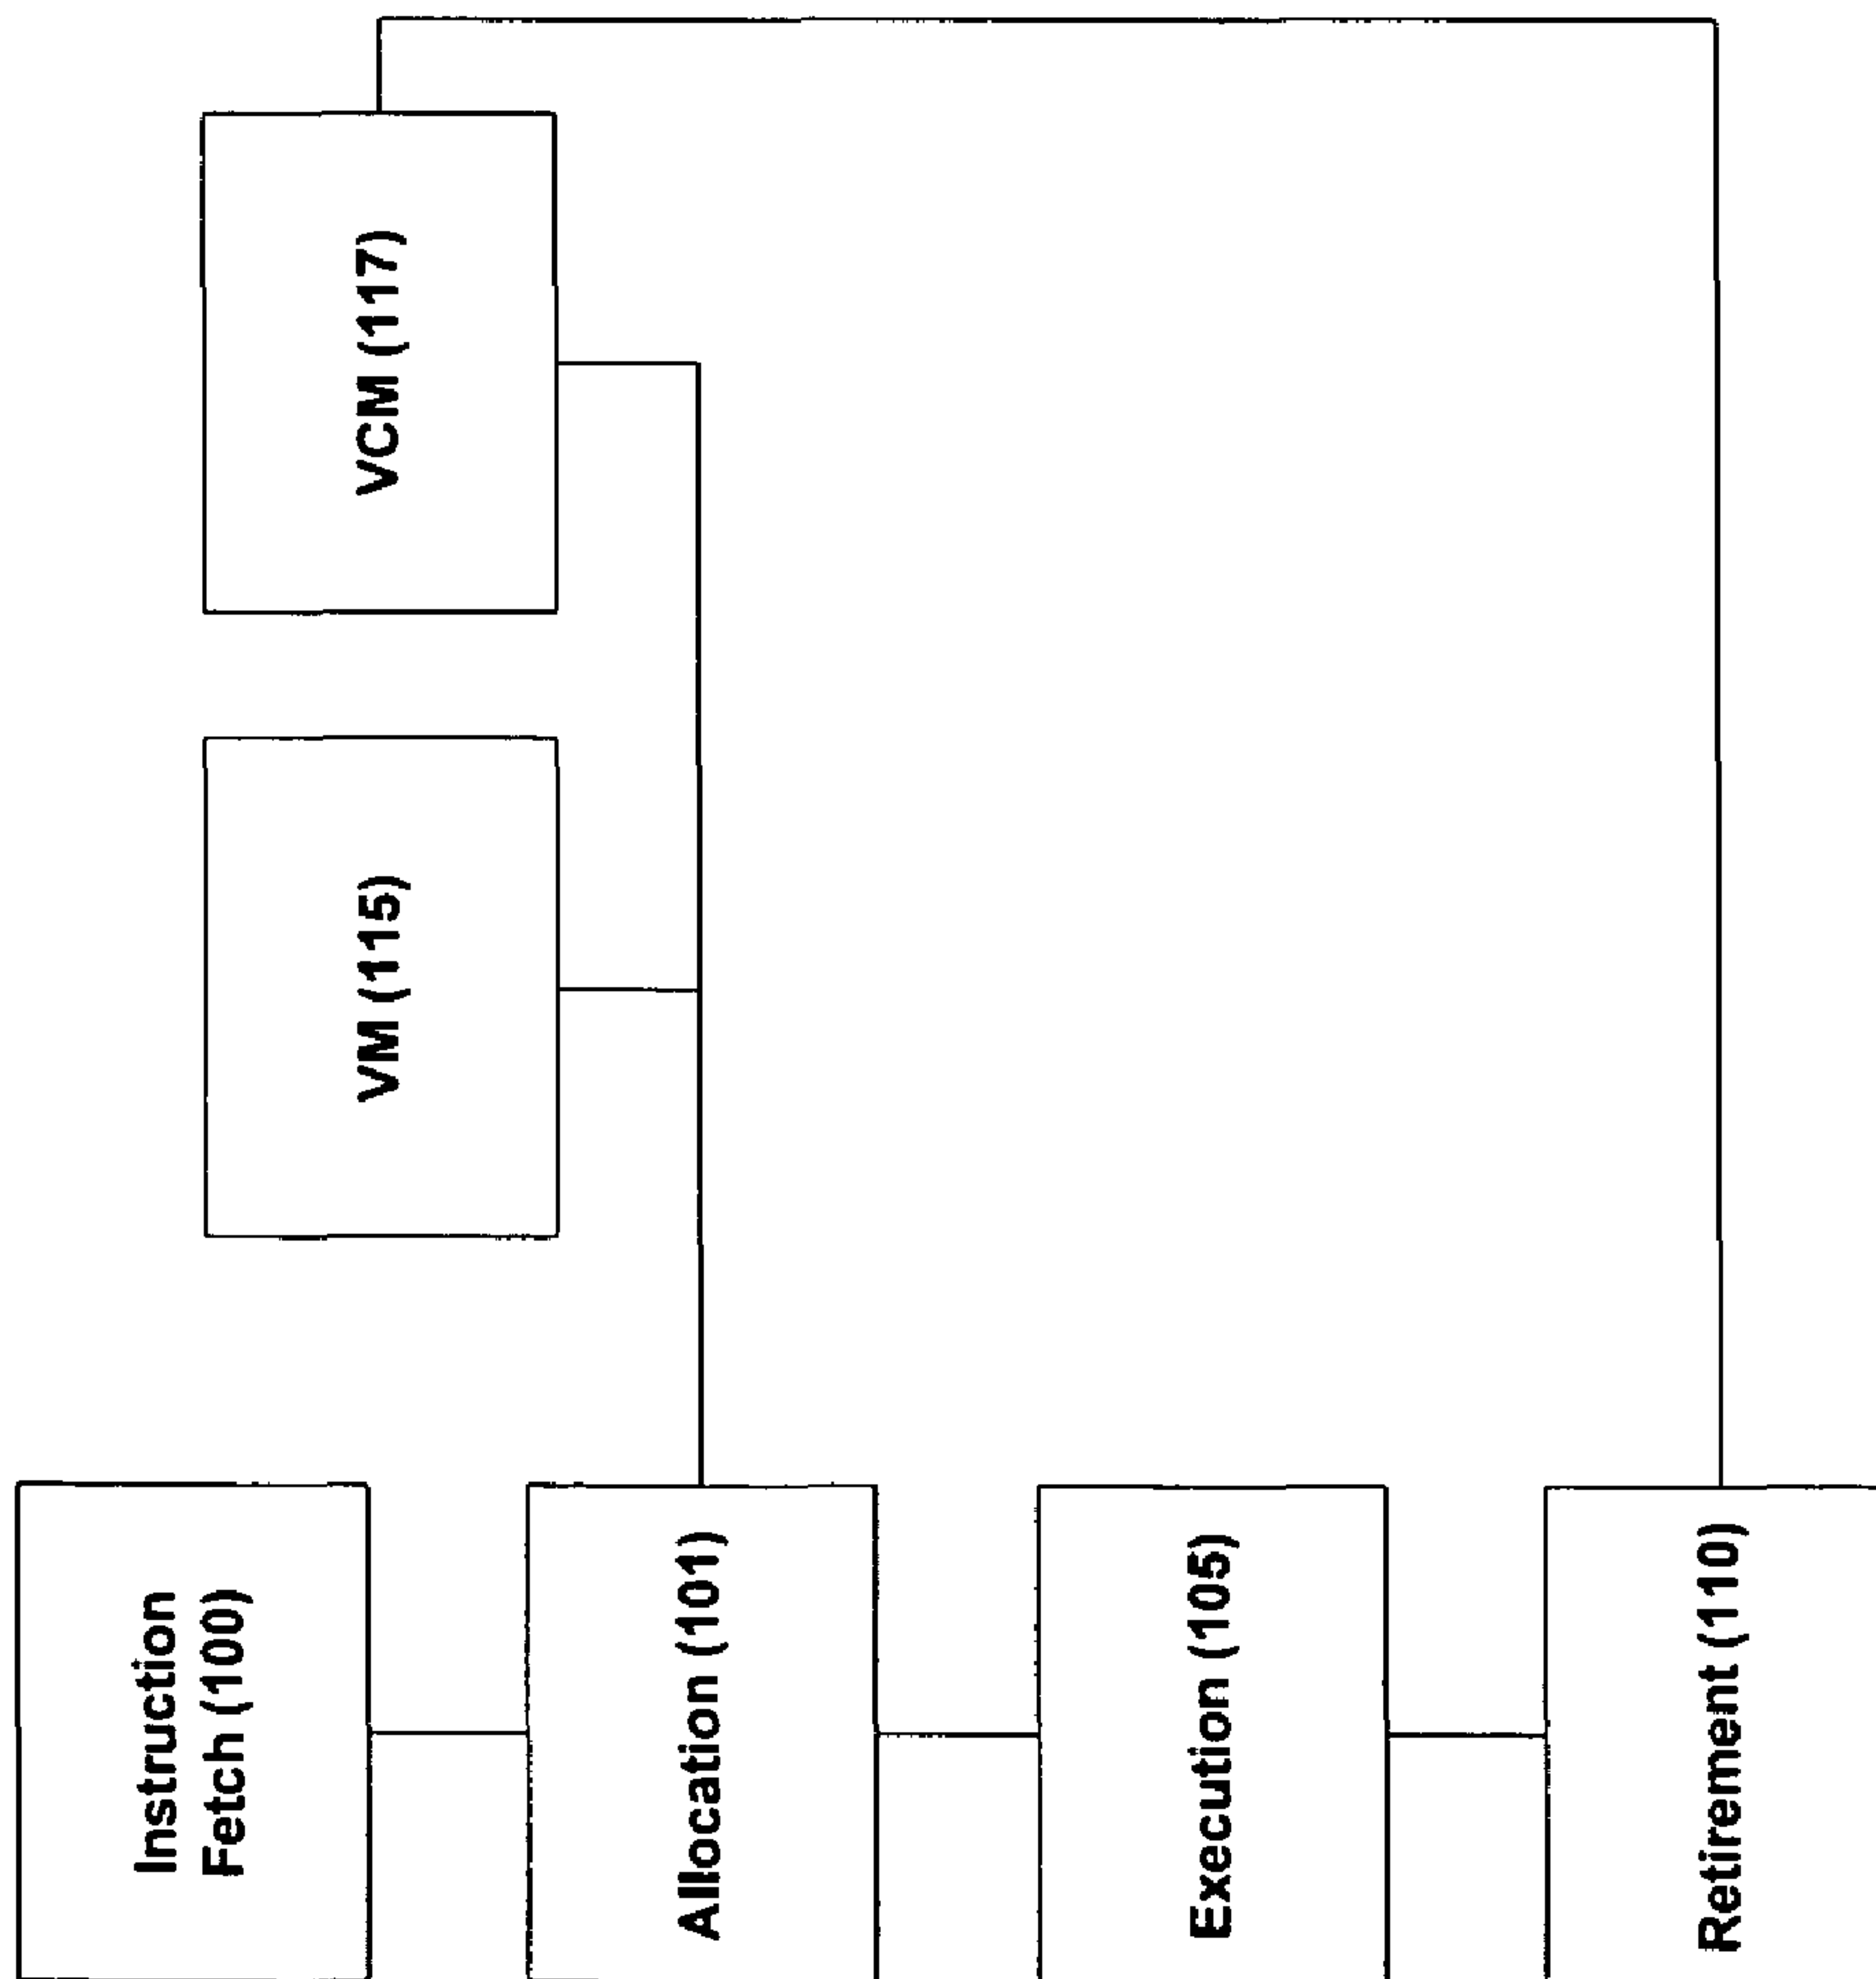 Instruction
Fetch (100)
Allocation (101)
Execution (105)
Retirement (110)
VM (115)
VCM (117)